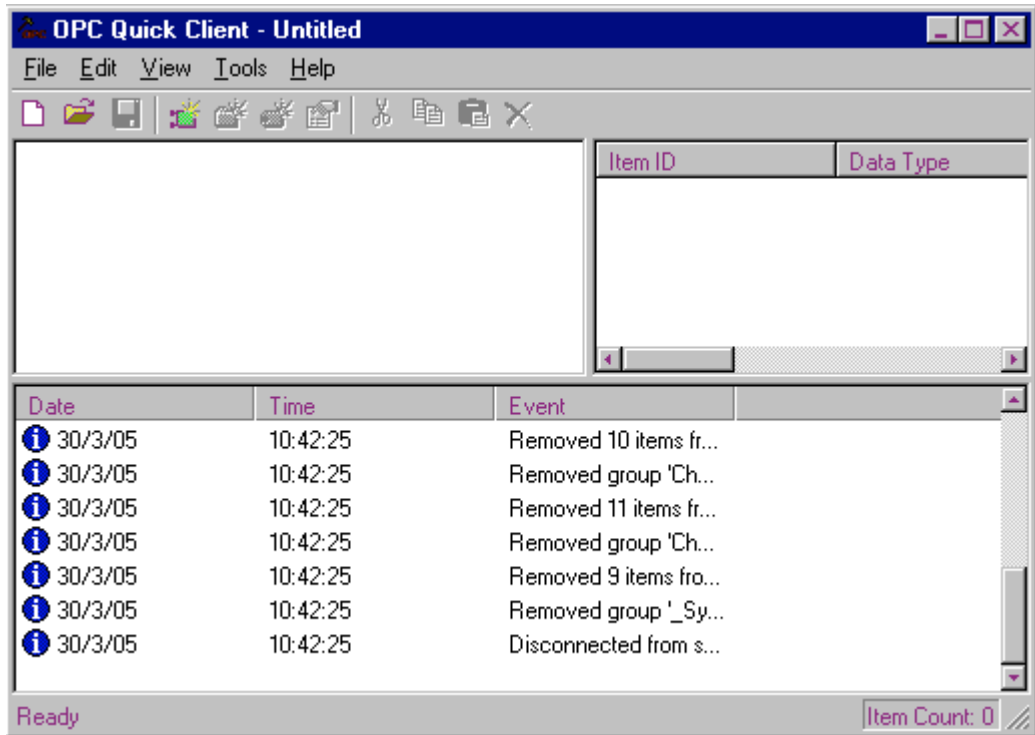 OPC Quick Client - Untitled
File Edit View Tools Help
Item ID Data Type
Date Time Event
30/3/05 10:42:25 Removed 10 items fr...
30/3/05 10:42:25 Removed group 'Ch...
30/3/05 10:42:25 Removed 11 items fr...
30/3/05 10:42:25 Removed group 'Ch...
30/3/05 10:42:25 Removed 9 items fro...
30/3/05 10:42:25 Removed group '_Sy...
30/3/05 10:42:25 Disconnected from s...
Ready Item Count: 0